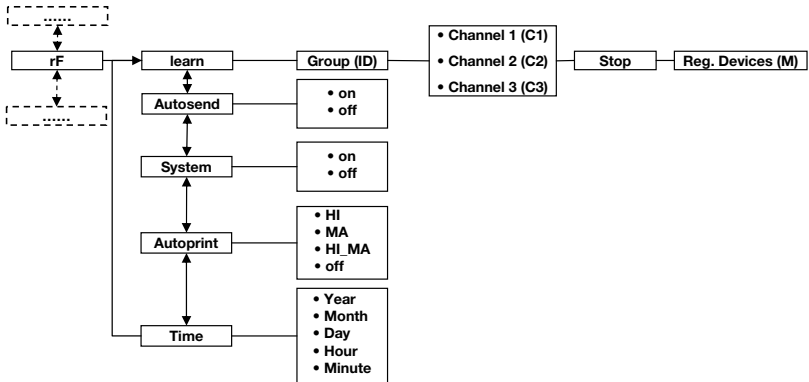 ......
rF
......
learn
Group (ID)
• Channel 1 (C1)
• Channel 2 (C2)
• Channel 3 (C3)
Stop
Reg. Devices (M)
Autosend
• on
• off
System
• on
• off
Autoprint
• HI
• MA
• HI_MA
• off
Time
• Year
• Month
• Day
• Hour
• Minute